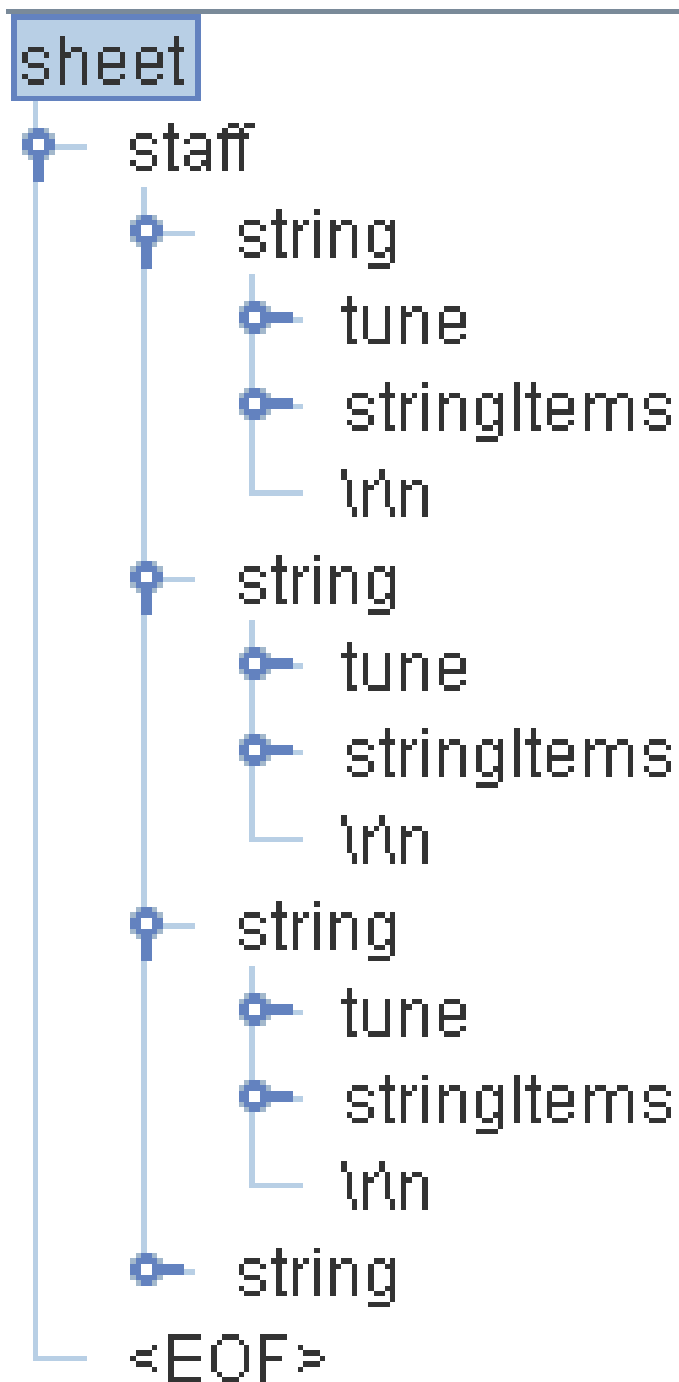 sheet
staff
string
tune
stringItems
\r\n
string
tune
stringItems
\r\n
string
tune
stringItems
\r\n
string
<EOF>